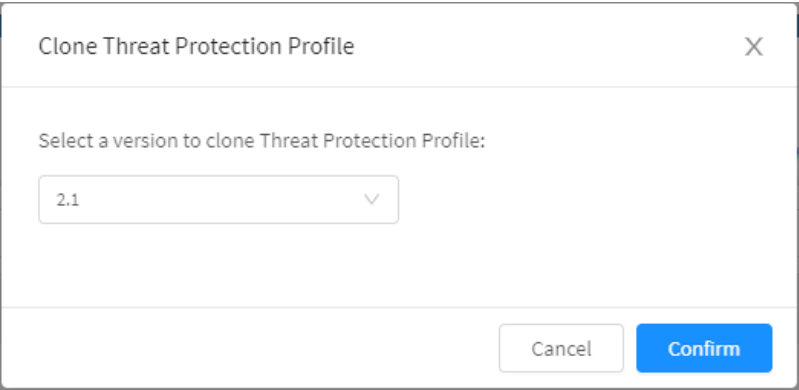 Clone Threat Protection Profile
Select a version to clone Threat Protection Profile:
2.1
Cancel
Confirm